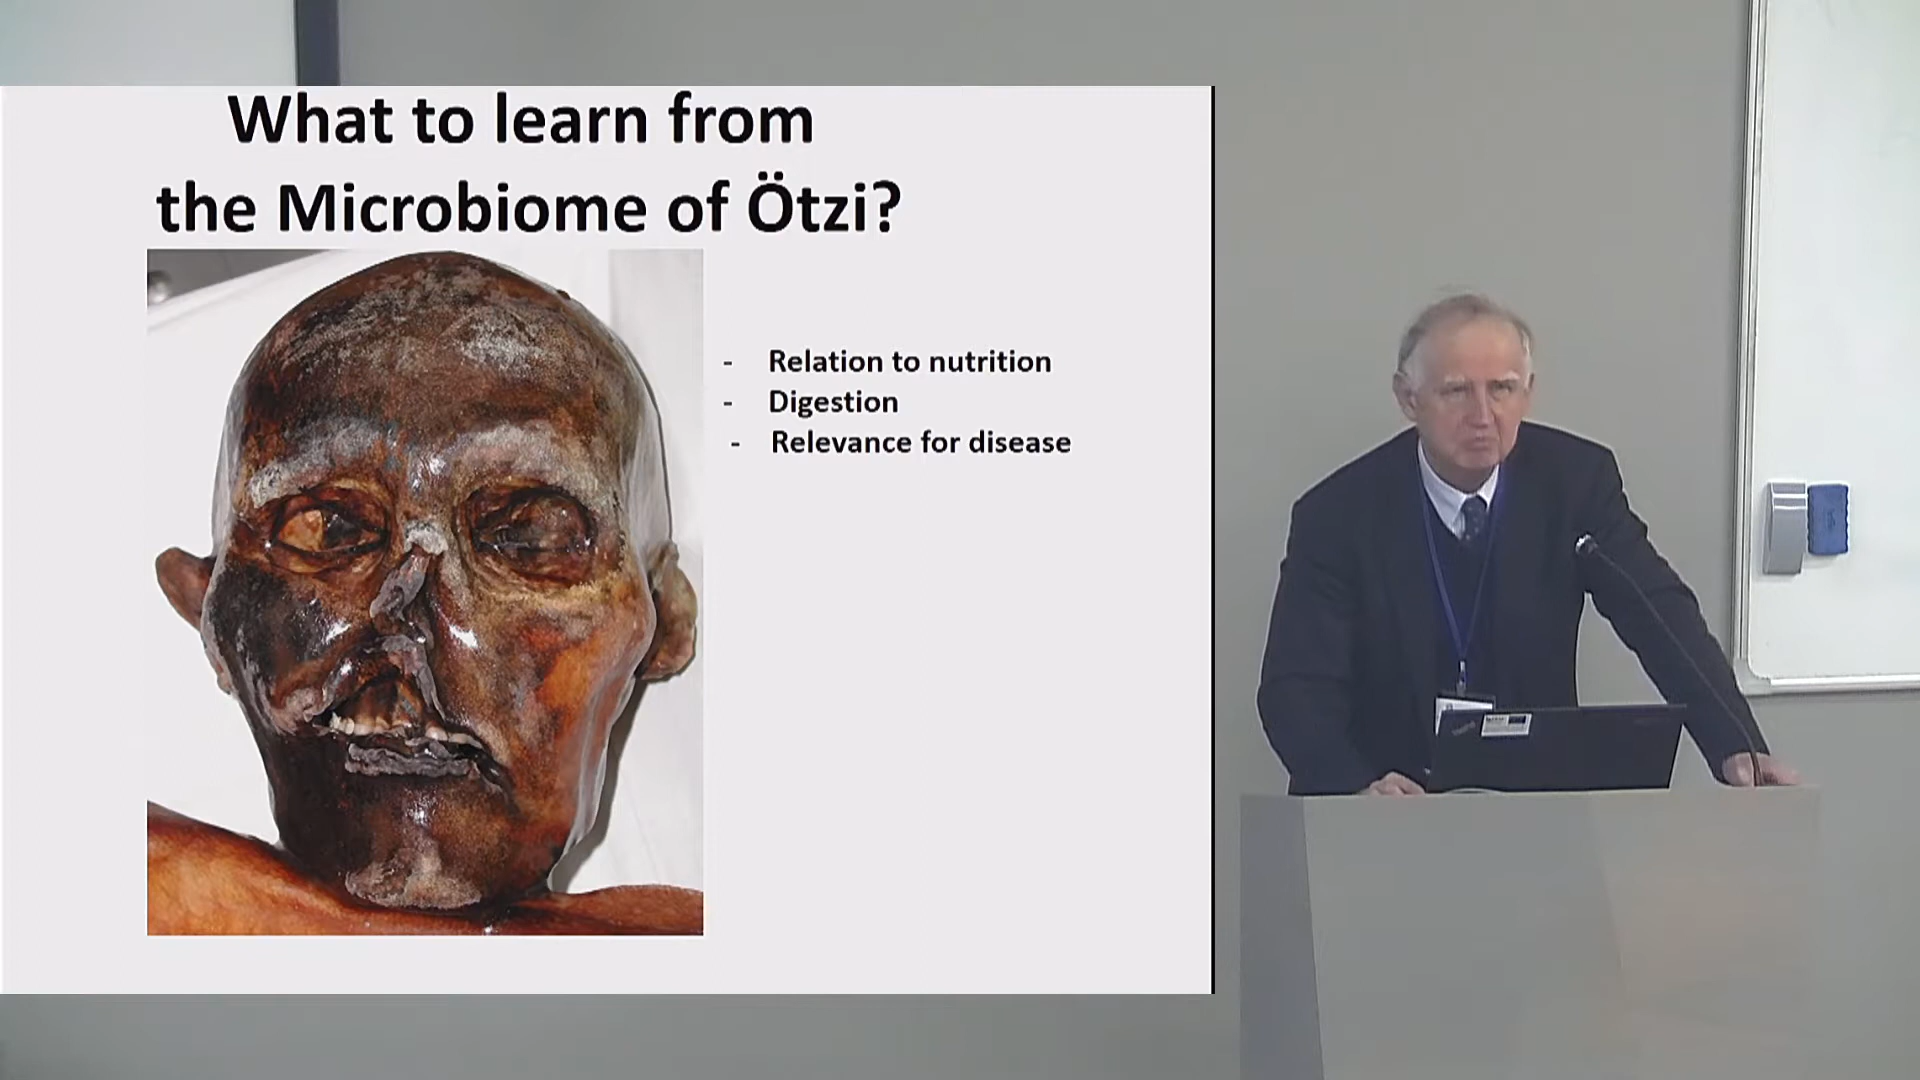 What to learn from
the Microbiome of Ötzi?
- Relation to nutrition
- Digestion
- Relevance for disease